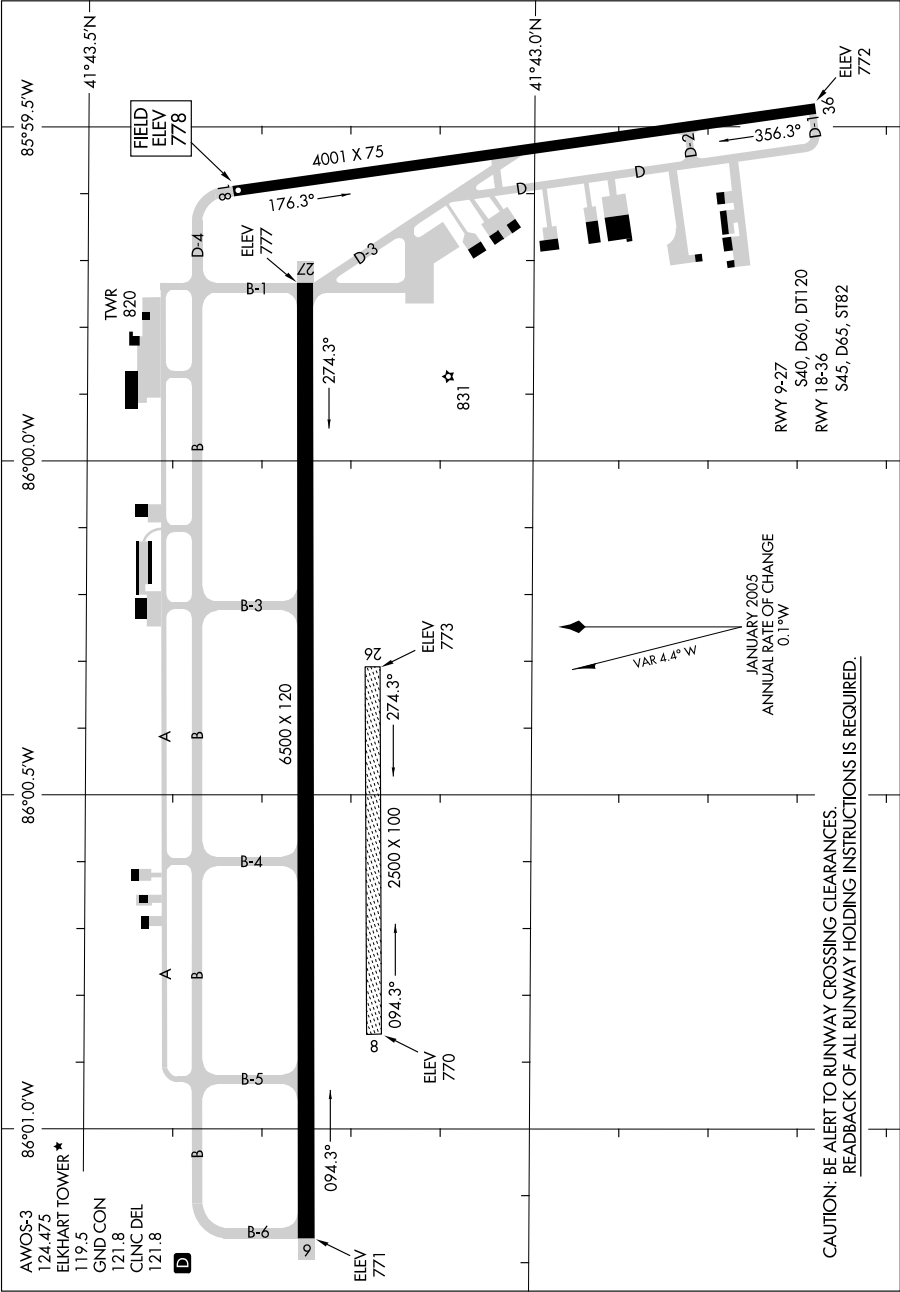 AWOS-3
124.475
ELKHART TOWER★
119.5
GND CON
121.8
CLNC DEL
121.8
D
86°01.0'W
86°00.5'W
86°00.0'W
85°59.5'W
41°43.5'N
41°43.0'N
FIELD
ELEV
778
TWR
820
18
4001 X 75
176.3°
D-4
ELEV
777
27
B-1
D-3
D
D
D-2
D-1
356.3°
36
ELEV
772
274.3°
831
B
B
B
B
A
A
B-3
B-4
B-5
B-6
6500 X 120
094.3°
9
ELEV
771
26
ELEV
773
274.3°
2500 X 100
094.3°
8
ELEV
770
RWY 9-27
S40, D60, DT120
RWY 18-36
S45, D65, ST82
VAR 4.4° W
JANUARY 2005
ANNUAL RATE OF CHANGE
0.1°W
CAUTION: BE ALERT TO RUNWAY CROSSING CLEARANCES.
READBACK OF ALL RUNWAY HOLDING INSTRUCTIONS IS REQUIRED.